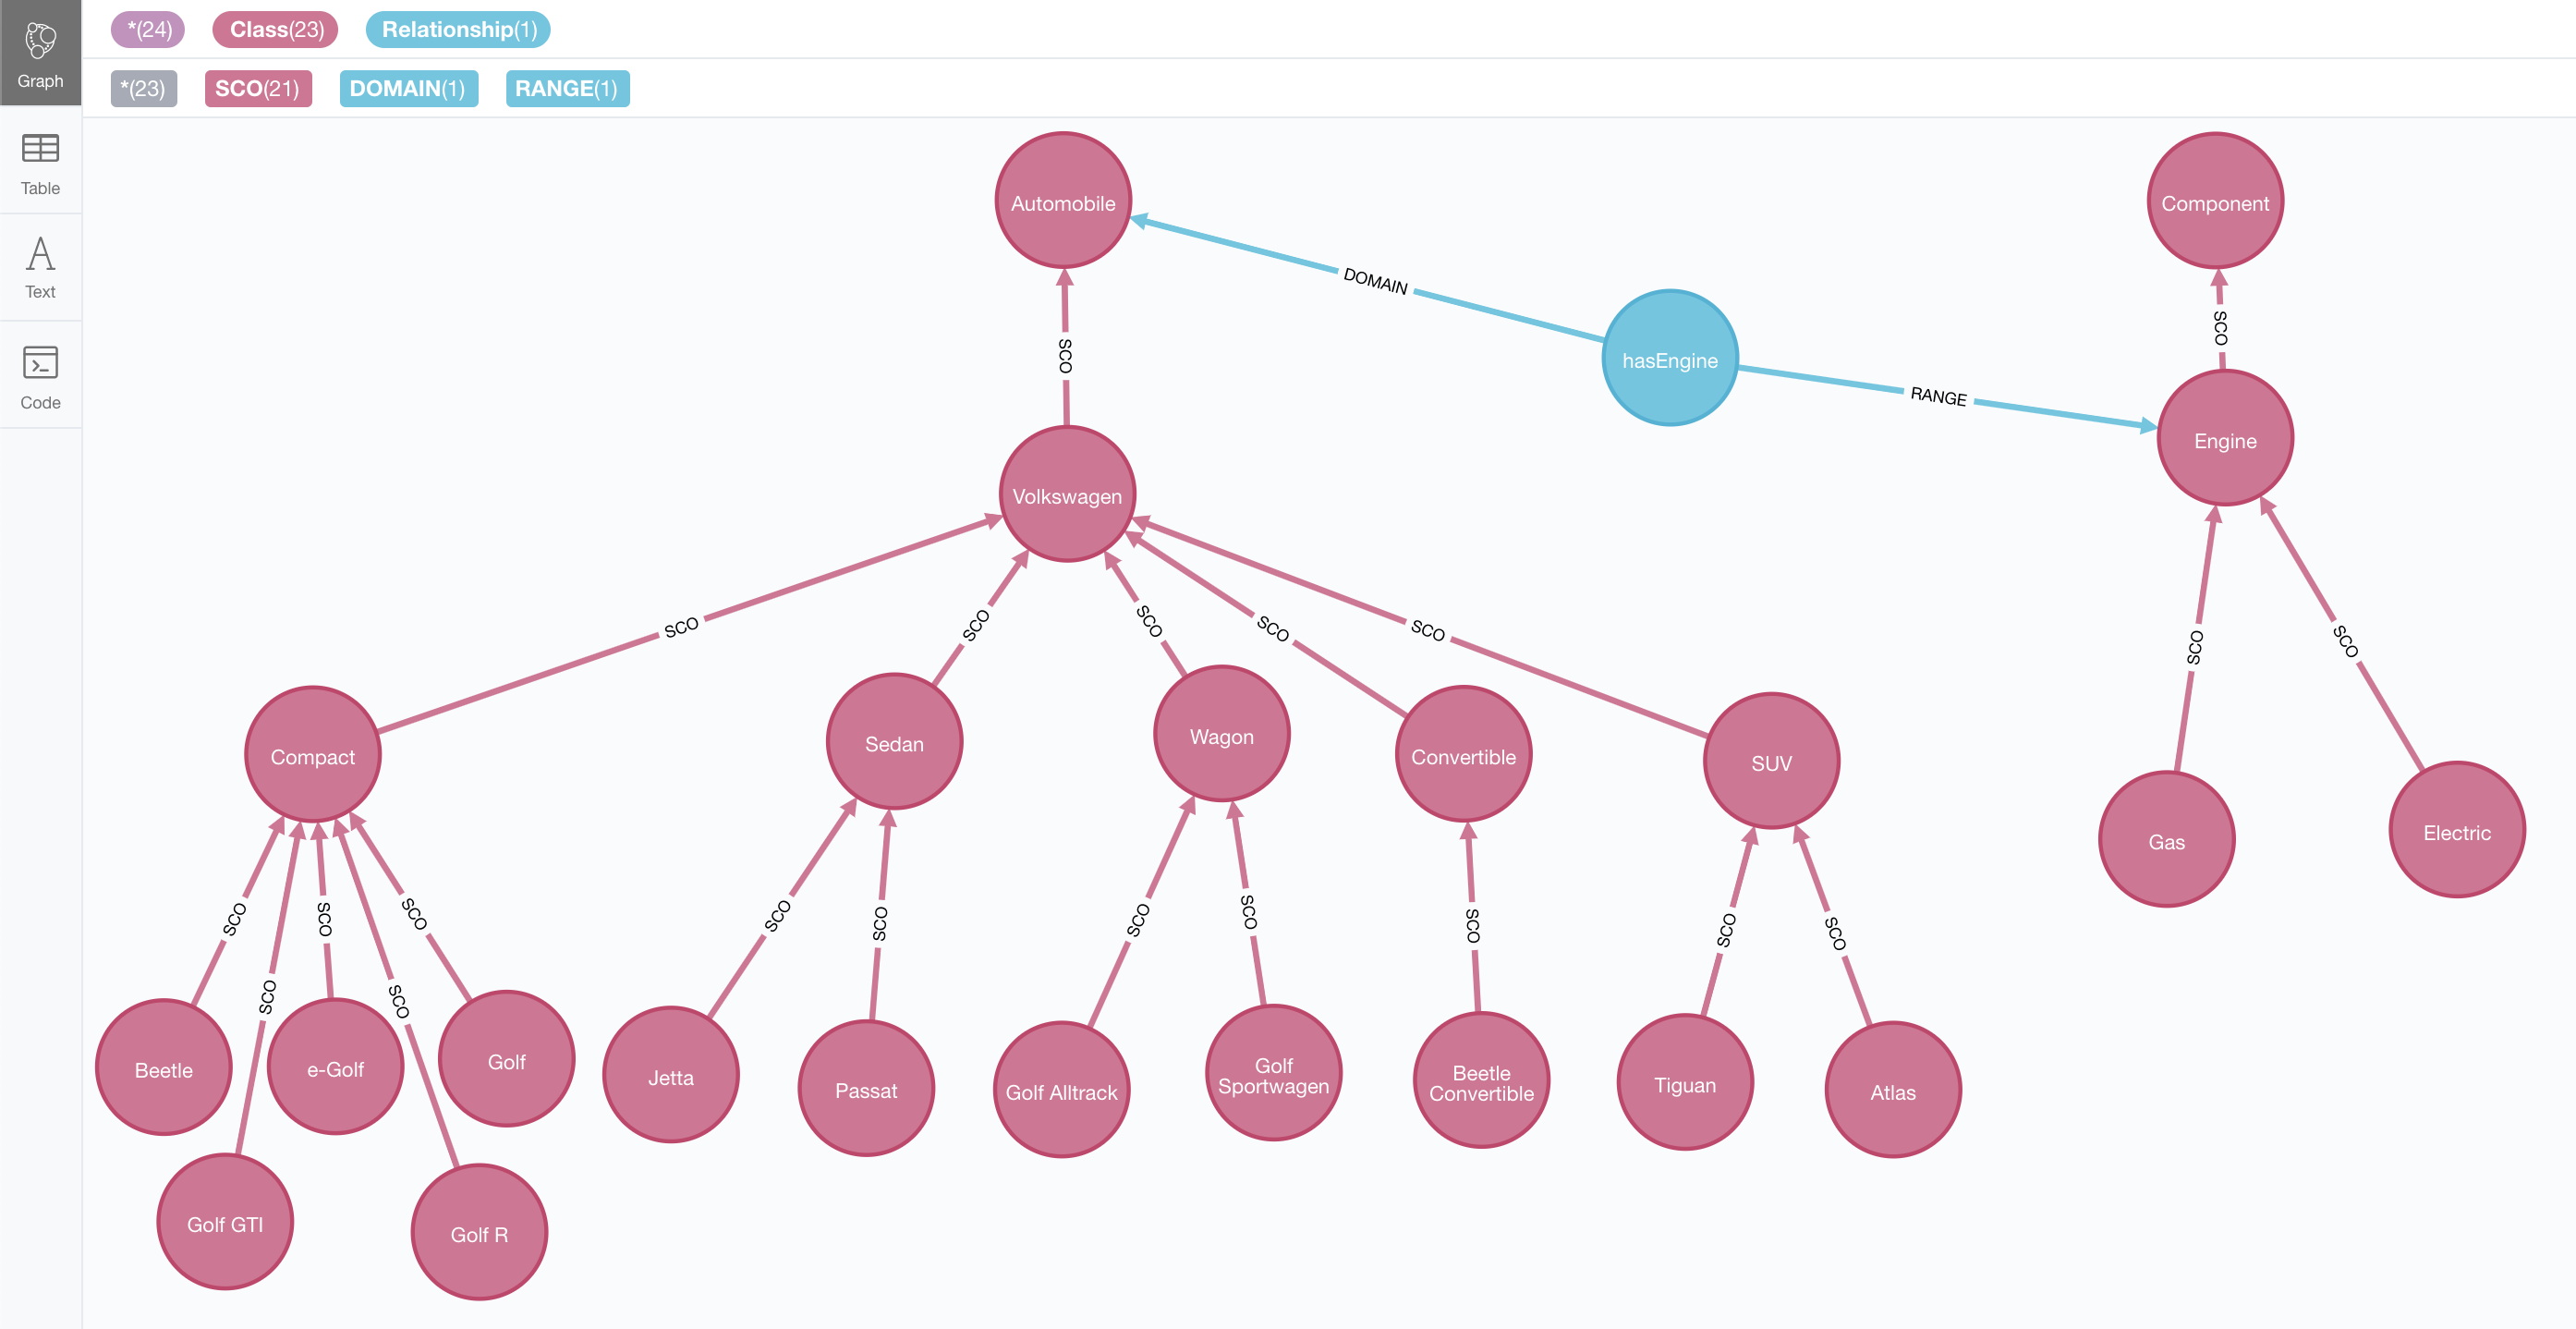 *(24) Class(23) Relationship(1)
*(23) SCO(21) DOMAIN(1) RANGE(1)
Graph
Table
Text
Code
Automobile
Component
DOMAIN
hasEngine
RANGE
SCO
SCO
Engine
Volkswagen
SCO
SCO
SCO
SCO
SCO
SCO
SCO
Compact
Sedan
Wagon
Convertible
SUV
Gas
Electric
SCO
SCO
SCO
SCO
SCO
SCO
SCO
SCO
SCO
SCO
SCO
SCO
Beetle
e-Golf
Golf
Jetta
Passat
Golf Alltrack
Golf
Sportwagen
Beetle
Convertible
Tiguan
Atlas
Golf GTI
Golf R